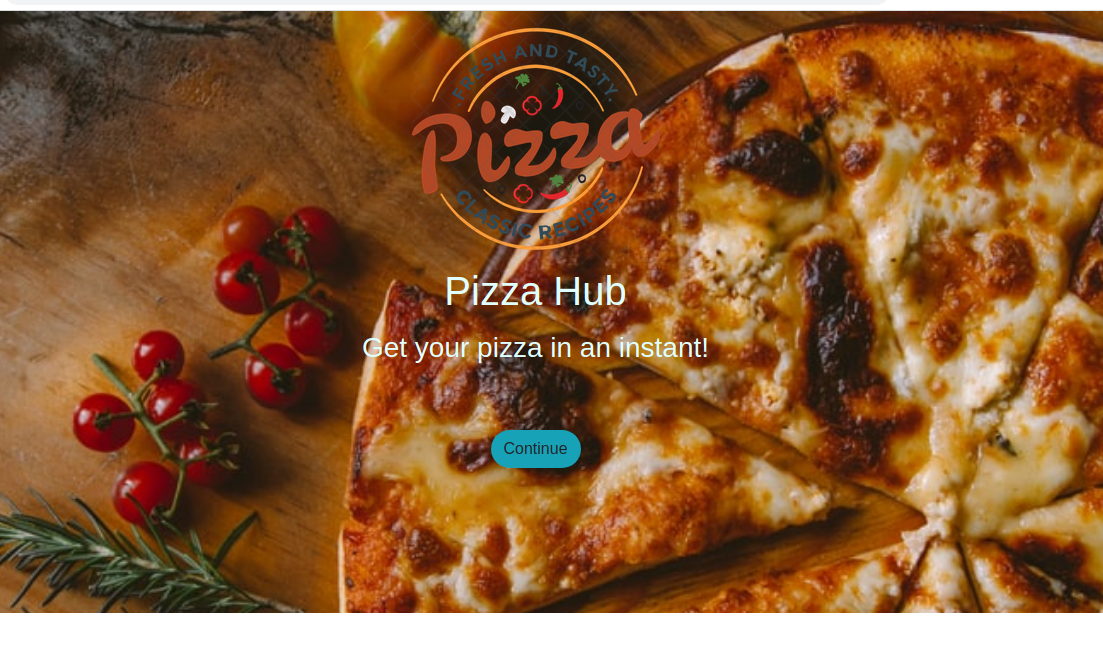 FRESH AND TASTY
Pizza
CLASSIC RECIPES
Pizza Hub
Get your pizza in an instant!
Continue